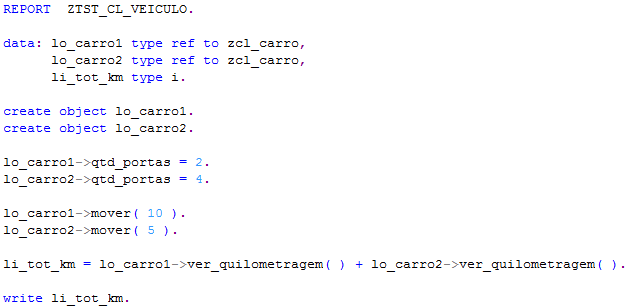 REPORT  ZTST_CL_VEICULO.
data: lo_carro1 type ref to zcl_carro,
      lo_carro2 type ref to zcl_carro,
      li_tot_km type i.
create object lo_carro1.
create object lo_carro2.
lo_carro1->qtd_portas = 2.
lo_carro2->qtd_portas = 4.
lo_carro1->mover( 10 ).
lo_carro2->mover( 5 ).
li_tot_km = lo_carro1->ver_quilometragem( ) + lo_carro2->ver_quilometragem( ).
write li_tot_km.